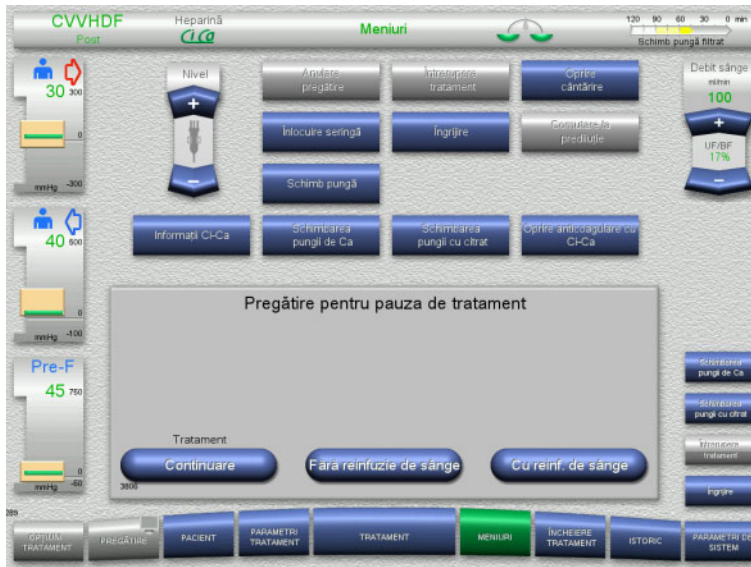 CVVHDF
Post
Heparină
Ci Ca
Meniuri
120 90 60 30 0 min
Schimb pungă filtrat
30 300
0
mmHg -300
Nivel
+
−
Anulare
pregătire
Întrerupere
tratament
Oprire
cântărire
Debit sânge
ml/min
100
+
UF/BF
17%
−
Înlocuire seringă
Îngrijire
Comutare la
prediluție
Schimb pungă
40 500
0
mmHg -100
Informații Ci-Ca
Schimbarea
pungii de Ca
Schimbarea
pungii cu citrat
Oprire anticoagulare cu
Ci-Ca
Pregătire pentru pauza de tratament
Pre-F
45 750
0
mmHg -50
Tratament
Continuare
Fără reinfuzie de sânge
Cu reinf. de sânge
3806
Schimbarea
pungii de Ca
Schimbarea
pungii cu citrat
Întrerupere
tratament
Îngrijire
289
OPȚIUNI
TRATAMENT
PREGĂTIRE
PACIENT
PARAMETRI
TRATAMENT
TRATAMENT
MENIURI
ÎNCHEIERE
TRATAMENT
ISTORIC
PARAMETRI DE
SISTEM